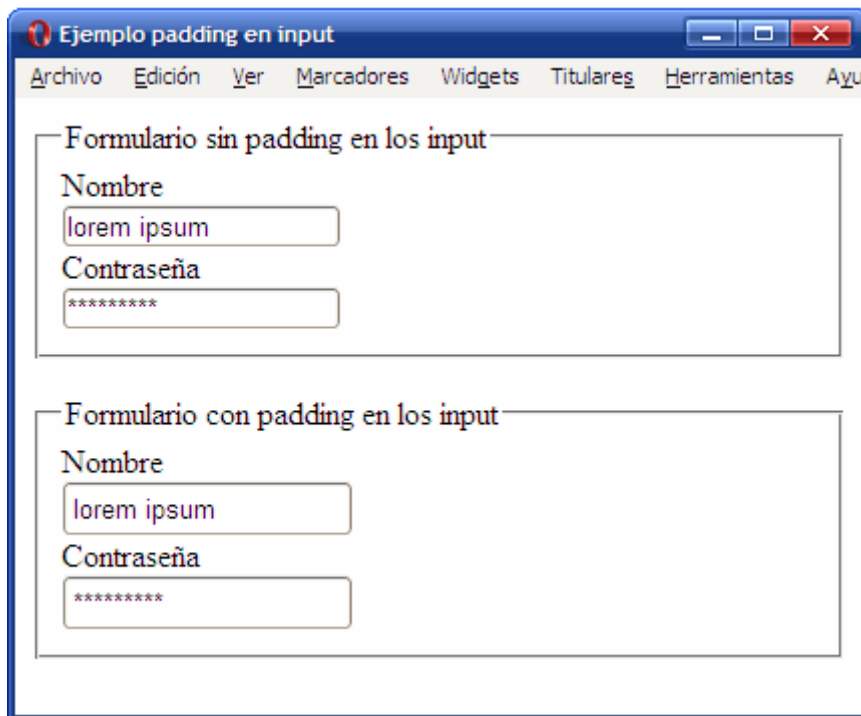 Ejemplo padding en input
Archivo Edición Ver Marcadores Widgets Titulares Herramientas Ayu
Formulario sin padding en los input
Nombre
lorem ipsum
Contraseña
*********
Formulario con padding en los input
Nombre
lorem ipsum
Contraseña
*********